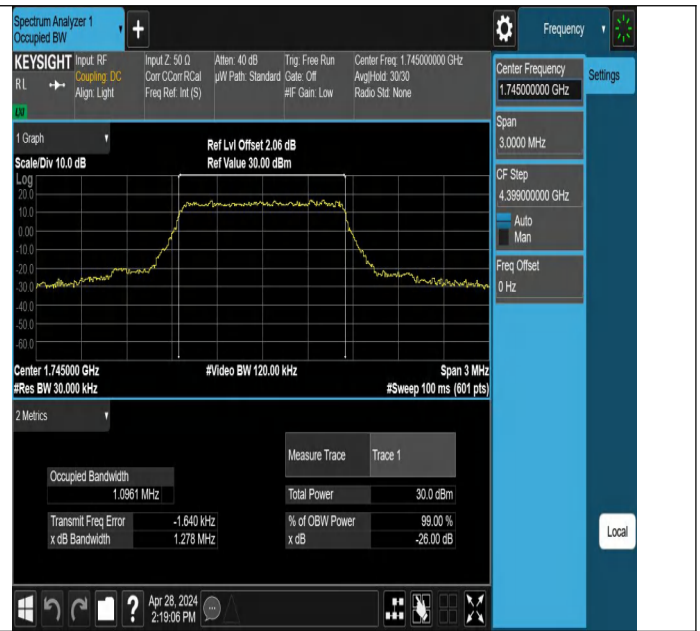 Spectrum Analyzer 1
Occupied BW
+
Frequency
KEYSIGHT
RL
Input: RF
Coupling: DC
Align: Light
Input Z: 50 Ω
Corr CCorr RCal
Freq Ref: Int (S)
Atten: 40 dB
µW Path: Standard
Trig: Free Run
Gate: Off
#IF Gain: Low
Center Freq: 1.745000000 GHz
Avg|Hold: 30/30
Radio Std: None
Center Frequency
1.745000000 GHz
Settings
Span
3.0000 MHz
CF Step
4.399000000 GHz
Auto
Man
Freq Offset
0 Hz
Local
1 Graph
Ref Lvl Offset 2.06 dB
Scale/Div 10.0 dB
Ref Value 30.00 dBm
Log
20.0
10.0
0.00
-10.0
-20.0
-30.0
-40.0
-50.0
-60.0
Center 1.745000 GHz
#Video BW 120.00 kHz
Span 3 MHz
#Res BW 30.000 kHz
#Sweep 100 ms (601 pts)
2 Metrics
Measure Trace
Trace 1
Occupied Bandwidth
1.0961 MHz
Total Power
30.0 dBm
Transmit Freq Error
-1.640 kHz
% of OBW Power
99.00 %
x dB Bandwidth
1.278 MHz
x dB
-26.00 dB
?
Apr 28, 2024
2:19:06 PM